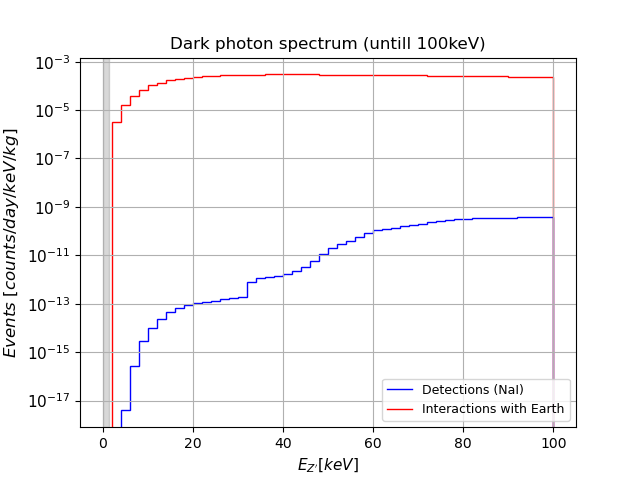 Dark photon spectrum (untill 100keV)
Events [counts/day/keV/kg]
10⁻³
10⁻⁵
10⁻⁷
10⁻⁹
10⁻¹¹
10⁻¹³
10⁻¹⁵
10⁻¹⁷
Detections (NaI)
Interactions with Earth
0 20 40 60 80 100
E_{Z'}[keV]